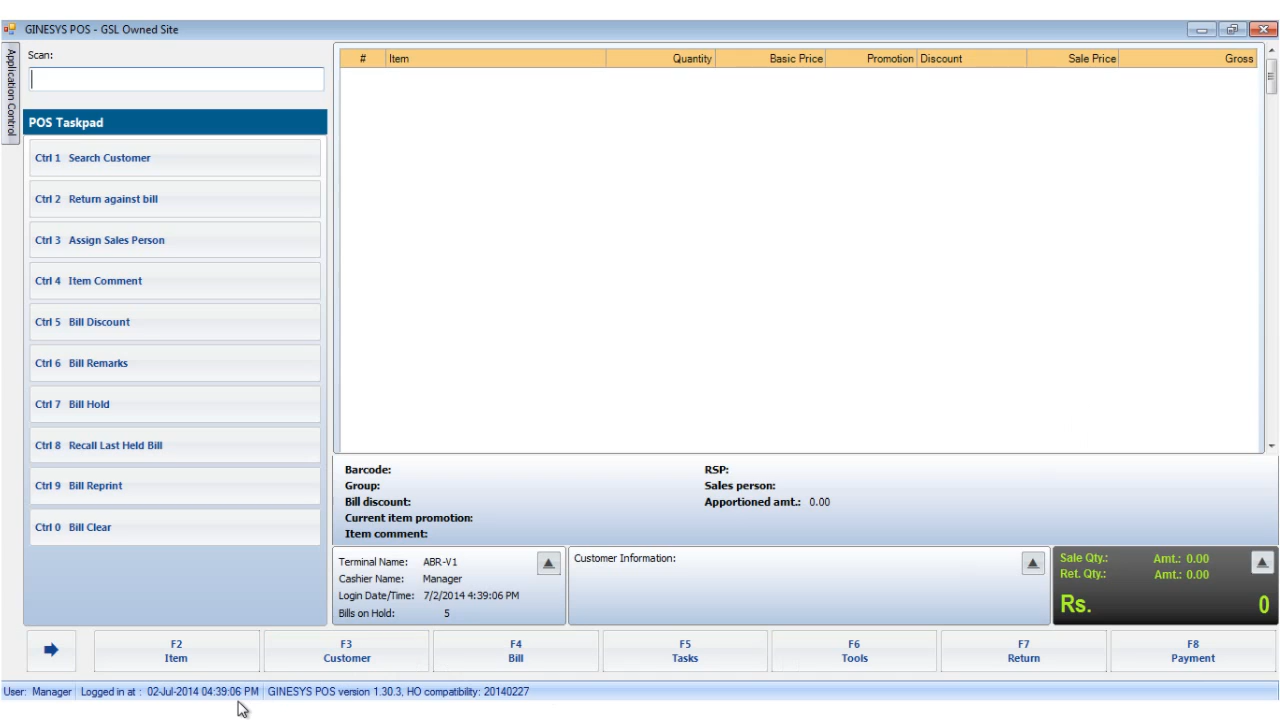 GINESYS POS - GSL Owned Site
Application Control
Scan:
POS Taskpad
Ctrl 1 Search Customer
Ctrl 2 Return against bill
Ctrl 3 Assign Sales Person
Ctrl 4 Item Comment
Ctrl 5 Bill Discount
Ctrl 6 Bill Remarks
Ctrl 7 Bill Hold
Ctrl 8 Recall Last Held Bill
Ctrl 9 Bill Reprint
Ctrl 0 Bill Clear
# Item Quantity Basic Price Promotion Discount Sale Price Gross
Barcode: RSP:
Group: Sales person:
Bill discount: Apportioned amt.: 0.00
Current item promotion:
Item comment:
Terminal Name: ABR-V1
Cashier Name: Manager
Login Date/Time: 7/2/2014 4:39:06 PM
Bills on Hold: 5
Customer Information:
Sale Qty.: Amt.: 0.00
Ret. Qty.: Amt.: 0.00
Rs. 0
F2 F3 F4 F5 F6 F7 F8
Item Customer Bill Tasks Tools Return Payment
User: Manager Logged in at : 02-Jul-2014 04:39:06 PM GINESYS POS version 1.30.3, HO compatibility: 20140227